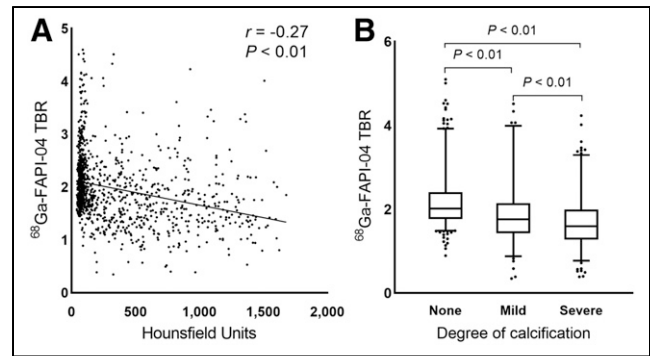 A
r = -0.27
P < 0.01
5
4
3
2
1
0
68Ga-FAPI-04 TBR
0 500 1,000 1,500 2,000
Hounsfield Units
B
P < 0.01
P < 0.01
P < 0.01
6
4
2
0
68Ga-FAPI-04 TBR
None Mild Severe
Degree of calcification